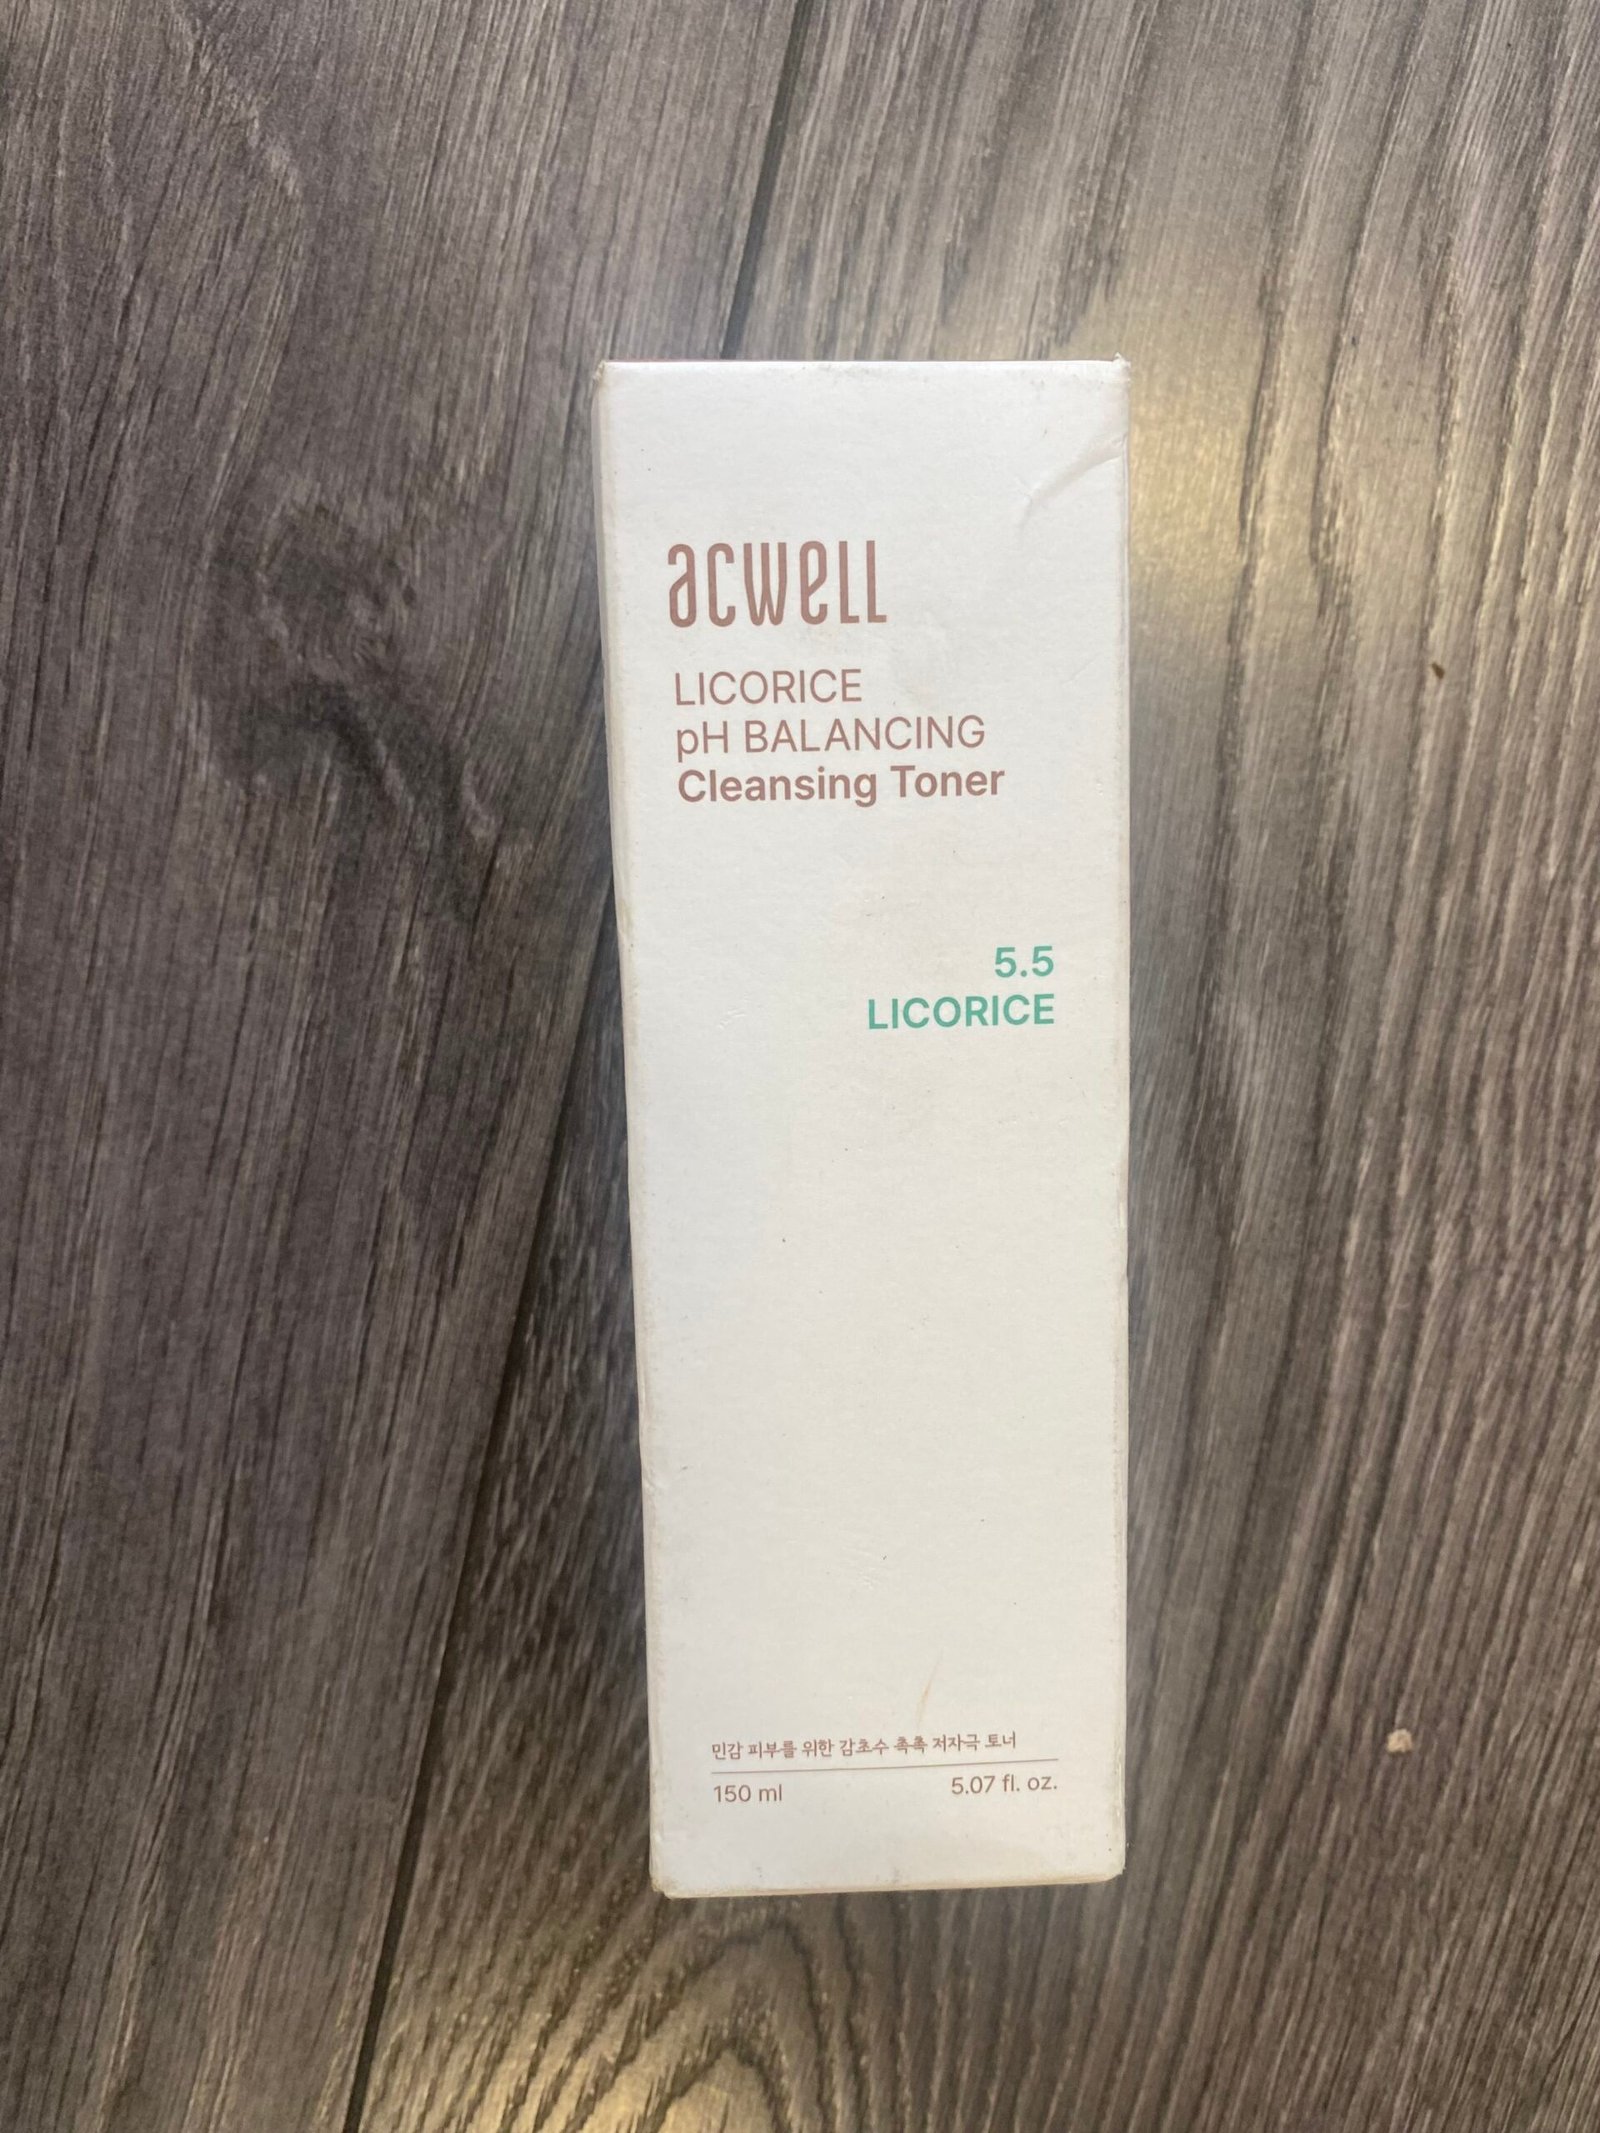 acwell
LICORICE
pH BALANCING
Cleansing Toner
5.5
LICORICE
민감 피부를 위한 감초수 촉촉 저자극 토너
150 ml 5.07 fl. oz.